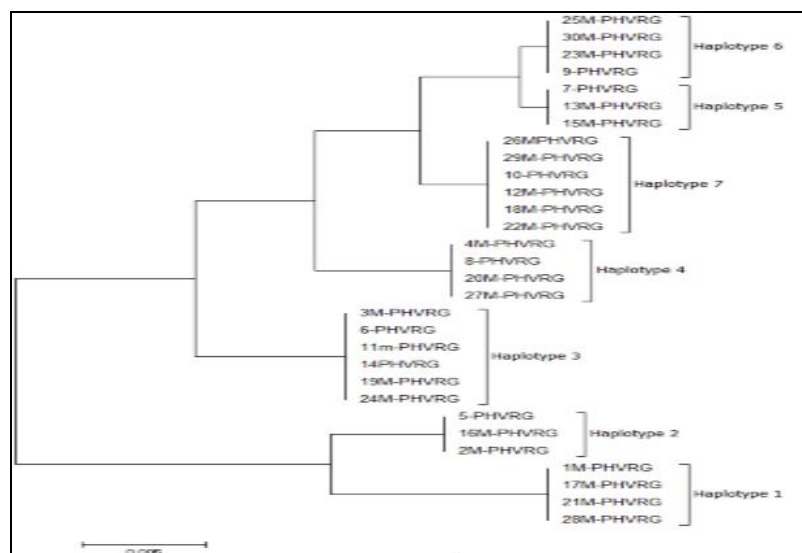 25M-PHVRG
30M-PHVRG
23M-PHVRG
9-PHVRG
Haplotype 6
7-PHVRG
13M-PHVRG
15M-PHVRG
Haplotype 5
26MPHVRG
29M-PHVRG
10-PHVRG
12M-PHVRG
18M-PHVRG
22M-PHVRG
Haplotype 7
4M-PHVRG
8-PHVRG
20M-PHVRG
27M-PHVRG
Haplotype 4
3M-PHVRG
6-PHVRG
11m-PHVRG
14PHVRG
19M-PHVRG
24M-PHVRG
Haplotype 3
5-PHVRG
16M-PHVRG
2M-PHVRG
Haplotype 2
1M-PHVRG
17M-PHVRG
21M-PHVRG
28M-PHVRG
Haplotype 1